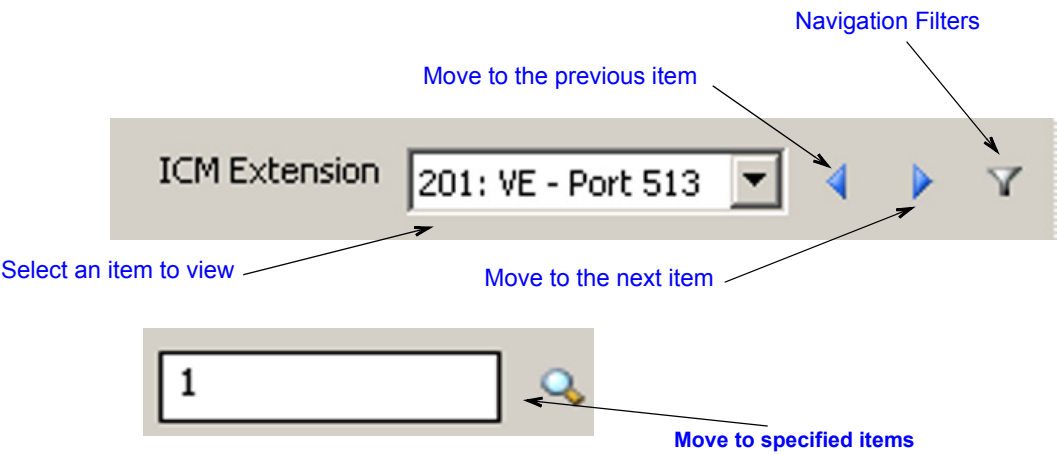 Navigation Filters
Move to the previous item
ICM Extension
201: VE - Port 513
Select an item to view
Move to the next item
1
Move to specified items